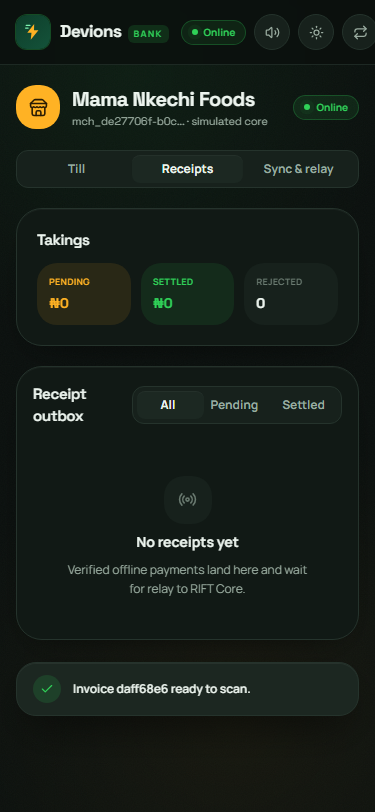 Devions BANK Online
Mama Nkechi Foods
mch_de27706f-b0c... · simulated core
Online
Till Receipts Sync & relay
Takings
PENDING SETTLED REJECTED
₦0 ₦0 0
Receipt
outbox
All Pending Settled
No receipts yet
Verified offline payments land here and wait
for relay to RIFT Core.
Invoice daff68e6 ready to scan.